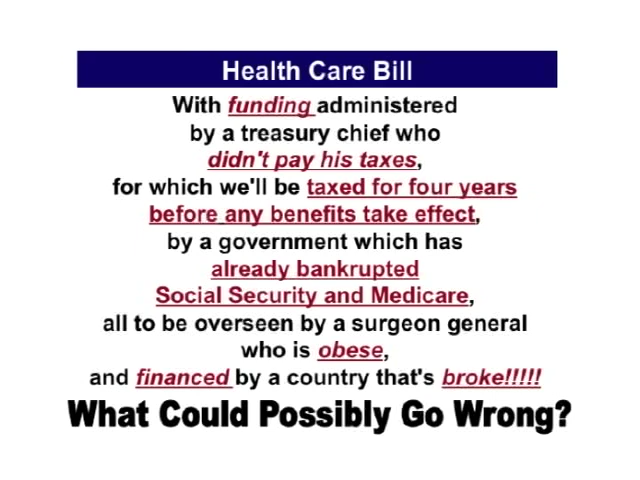 Health Care Bill
With funding administered
by a treasury chief who
didn't pay his taxes,
for which we'll be taxed for four years
before any benefits take effect,
by a government which has
already bankrupted
Social Security and Medicare,
all to be overseen by a surgeon general
who is obese,
and financed by a country that's broke!!!!!
What Could Possibly Go Wrong?